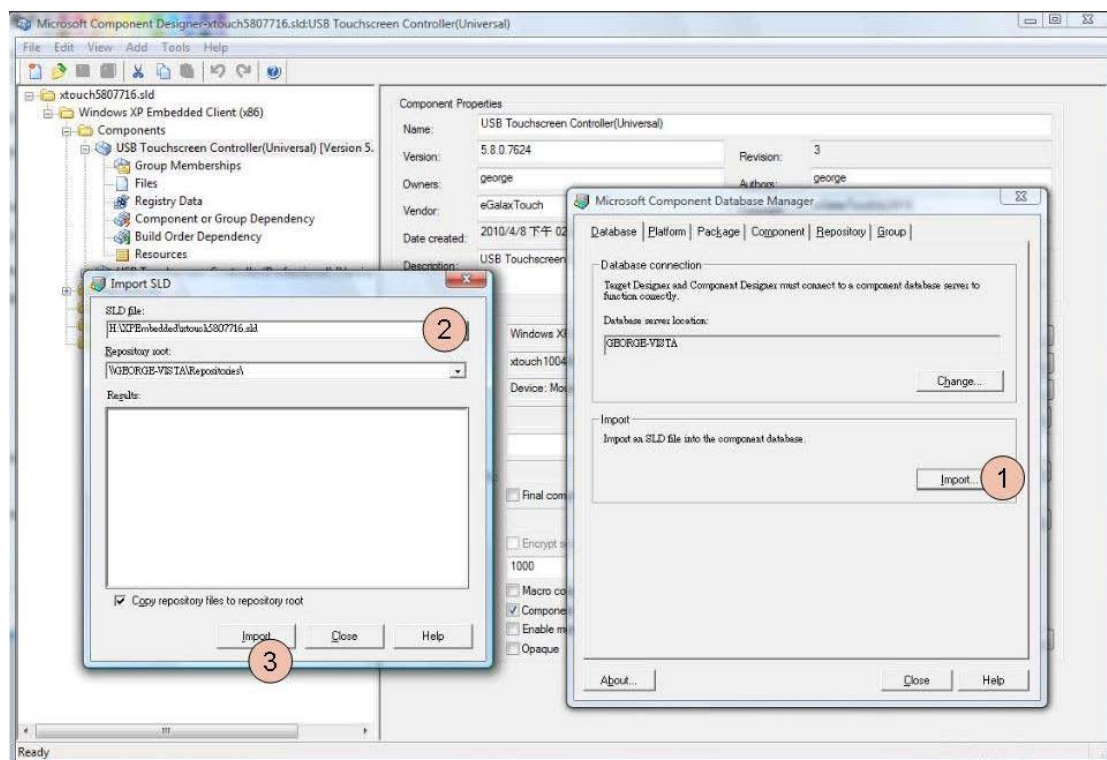 Microsoft Component Designer-xtouch5807716.sld:USB Touchscreen Controller(Universal)
File Edit View Add Tools Help
xtouch5807716.sld
Windows XP Embedded Client (x86)
Components
USB Touchscreen Controller(Universal) [Version 5.
Group Memberships
Files
Registry Data
Component or Group Dependency
Build Order Dependency
Resources
Component Properties
Name: USB Touchscreen Controller(Universal)
Version: 5.8.0.7624
Revision: 3
Owners: george
Authors: george
Vendor: eGalaxTouch
Date created: 2010/4/8 下午 02
Description: USB Touchscreen
Windows XP
xtouch1004
Device: Mou
Final com
Encrypt s
1000
Macro co
Compone
Enable m
Opaque
Import SLD
SLD file:
H:\XPEmbedded\xtouch5807716.sld
2
Repository root:
\\GEORGE-VISTA\Repositories\
Results:
Copy repository files to repository root
Import Close Help
3
Microsoft Component Database Manager
Database Platform Package Component Repository Group
Database connection
Target Designer and Component Designer must connect to a component database server to
function correctly.
Database server location:
GEORGE-VISTA
Change...
Import
Import an SLD file into the component database.
Import...
1
About... Close Help
Ready